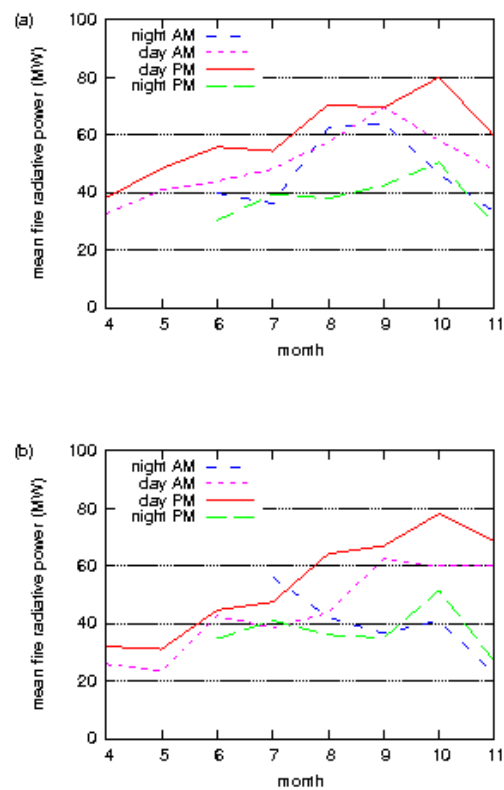 (a)
night AM
day AM
day PM
night PM
mean fire radiative power (MW)
100
80
60
40
20
0
4 5 6 7 8 9 10 11
month
(b)
night AM
day AM
day PM
night PM
mean fire radiative power (MW)
100
80
60
40
20
0
4 5 6 7 8 9 10 11
month